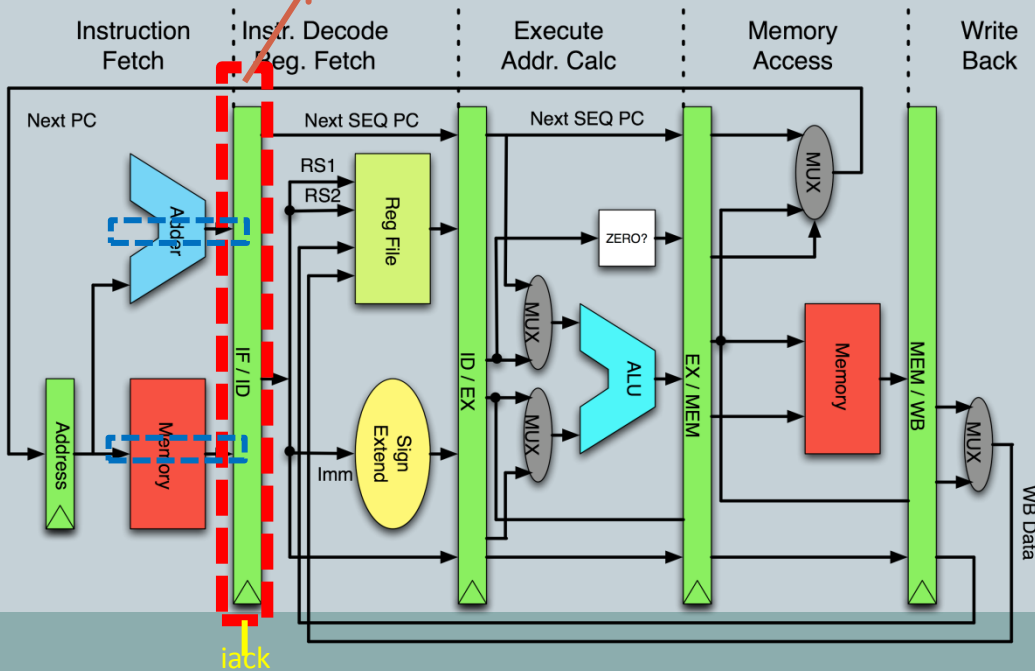 Instruction
Fetch
Instr. Decode
Reg. Fetch
Execute
Addr. Calc
Memory
Access
Write
Back
Next PC
Next SEQ PC
Next SEQ PC
RS1
RS2
Adder
Reg File
ZERO?
MUX
MUX
MUX
ALU
IF / ID
ID / EX
EX / MEM
MEM / WB
Memory
Address
Memory
Sign
Extend
Imm
MUX
WB Data
iack